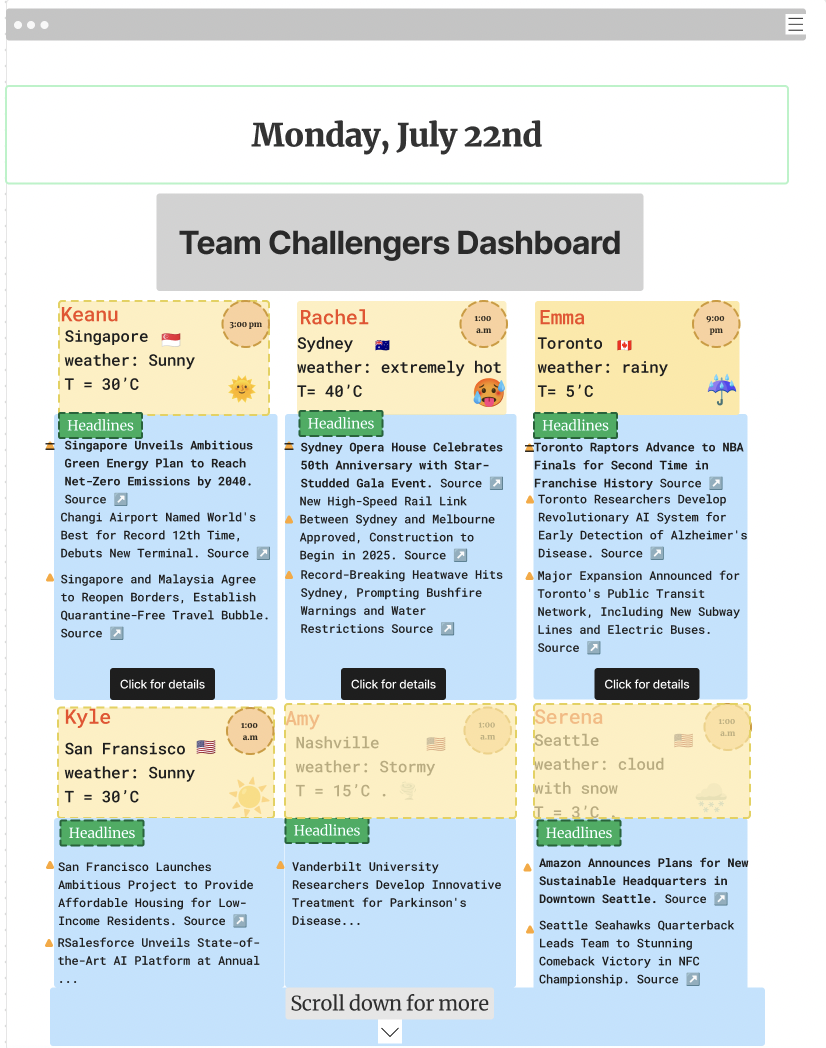 Monday, July 22nd
Team Challengers Dashboard
Keanu
3:00 pm
Singapore
weather: Sunny
T = 30’C
Headlines
Singapore Unveils Ambitious
Green Energy Plan to Reach
Net-Zero Emissions by 2040.
Source
Changi Airport Named World's
Best for Record 12th Time,
Debuts New Terminal. Source
Singapore and Malaysia Agree
to Reopen Borders, Establish
Quarantine-Free Travel Bubble.
Source
Click for details
Rachel
1:00
a.m
Sydney
weather: extremely hot
T= 40’C
Headlines
Sydney Opera House Celebrates
50th Anniversary with Star-
Studded Gala Event. Source
New High-Speed Rail Link
Between Sydney and Melbourne
Approved, Construction to
Begin in 2025. Source
Record-Breaking Heatwave Hits
Sydney, Prompting Bushfire
Warnings and Water
Restrictions Source
Click for details
Emma
9:00
pm
Toronto
weather: rainy
T= 5’C
Headlines
Toronto Raptors Advance to NBA
Finals for Second Time in
Franchise History Source
Toronto Researchers Develop
Revolutionary AI System for
Early Detection of Alzheimer's
Disease. Source
Major Expansion Announced for
Toronto's Public Transit
Network, Including New Subway
Lines and Electric Buses.
Source
Click for details
Kyle
1:00
a.m
San Fransisco
weather: Sunny
T = 30’C
Headlines
San Francisco Launches
Ambitious Project to Provide
Affordable Housing for Low-
Income Residents. Source
RSalesforce Unveils State-of-
the-Art AI Platform at Annual
...
Amy
1:00
a.m
Nashville
weather: Stormy
T = 15’C .
Headlines
Vanderbilt University
Researchers Develop Innovative
Treatment for Parkinson's
Disease...
Serena
1:00
a.m
Seattle
weather: cloud
with snow
T = 3’C .
Headlines
Amazon Announces Plans for New
Sustainable Headquarters in
Downtown Seattle. Source
Seattle Seahawks Quarterback
Leads Team to Stunning
Comeback Victory in NFC
Championship. Source
Scroll down for more